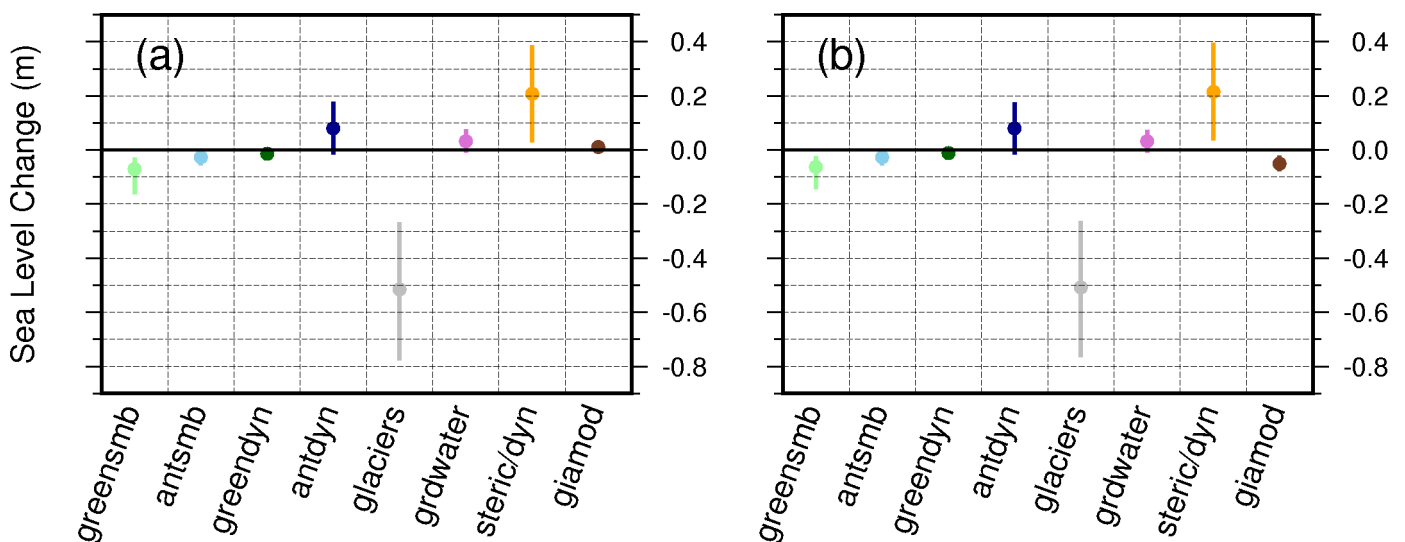 Sea Level Change (m)
(a)
0.4
0.2
0.0
-0.2
-0.4
-0.6
-0.8
greensmb
antsmb
greendyn
antdyn
glaciers
grdwater
steric/dyn
giamod
(b)
0.4
0.2
0.0
-0.2
-0.4
-0.6
-0.8
greensmb
antsmb
greendyn
antdyn
glaciers
grdwater
steric/dyn
giamod